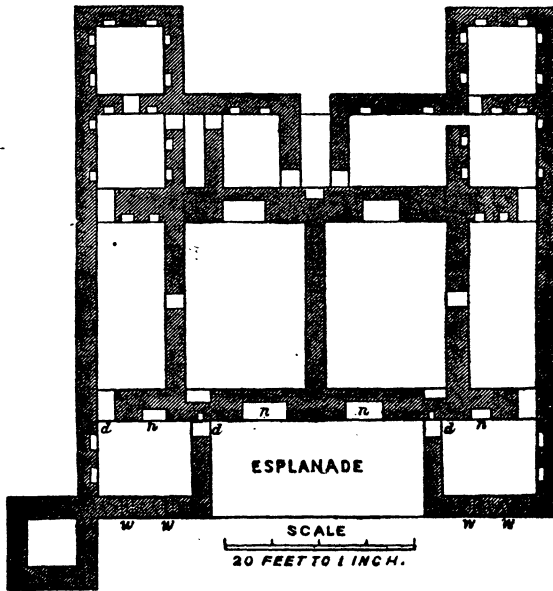 d n d n n d n
ESPLANADE
w w w w
SCALE
20 FEET TO 1 INCH.